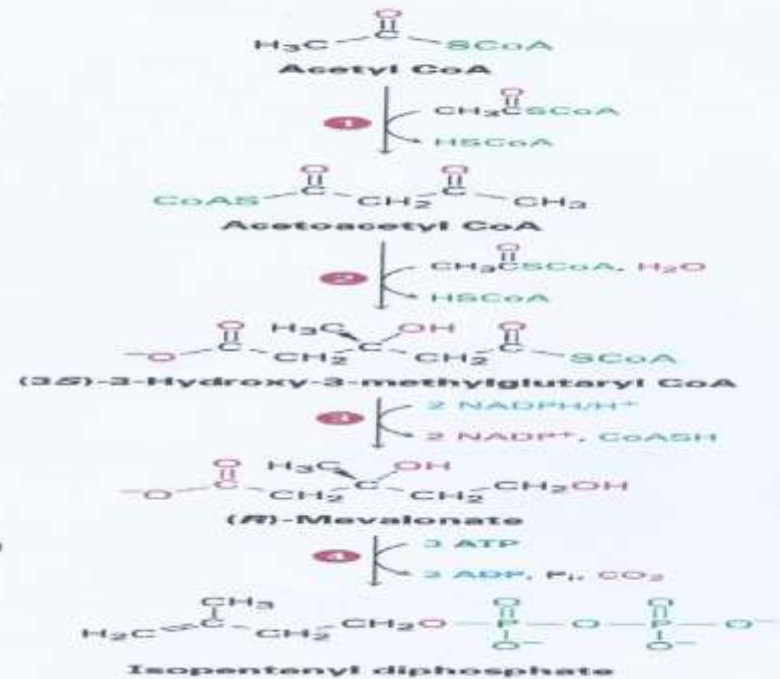 O
H₃C C SCoA
Acetyl CoA
1
O
CH₃CSCoA
HSCoA
O O
CoAS C CH₂ C CH₃
Acetoacetyl CoA
2
O
CH₃CSCoA, H₂O
HSCoA
O H₃C OH O
⁻O C CH₂ C CH₂ C SCoA
(3S)-3-Hydroxy-3-methylglutaryl CoA
3
2 NADPH/H⁺
2 NADP⁺, CoASH
O H₃C OH
⁻O C CH₂ C CH₂ CH₂OH
(R)-Mevalonate
4
3 ATP
3 ADP, Pᵢ, CO₂
CH₃ O O
H₂C C CH₂ CH₂O P O P O⁻
O⁻ O⁻
Isopentenyl diphosphate